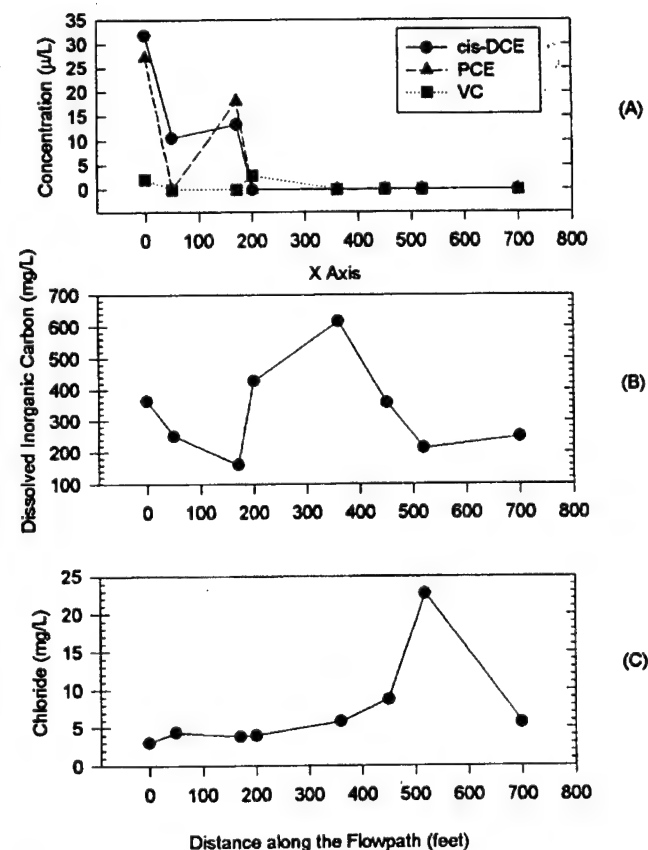 Concentration (µ/L)
35
30
25
20
15
10
5
0
cis-DCE
PCE
VC
(A)
0 100 200 300 400 500 600 700 800
X Axis
Dissolved Inorganic Carbon (mg/L)
700
600
500
400
300
200
100
(B)
0 100 200 300 400 500 600 700 800
Chloride (mg/L)
25
20
15
10
5
0
(C)
0 100 200 300 400 500 600 700 800
Distance along the Flowpath (feet)